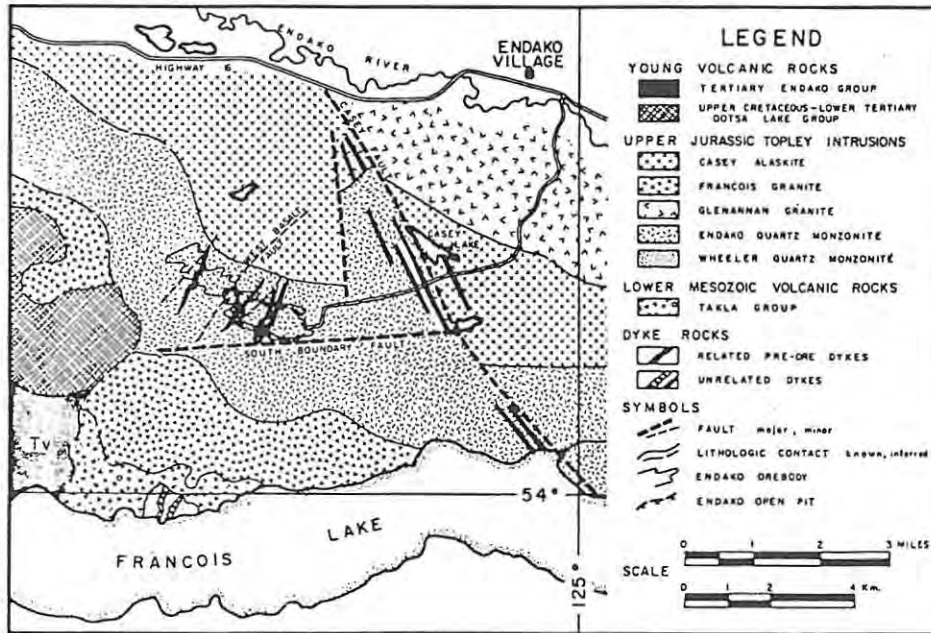 ENDAKO
RIVER
ENDAKO
VILLAGE
HIGHWAY 6
CASEY
CASEY
LAKE
WEST BASALT
FAULT
SOUTH BOUNDARY FAULT
Tv
54°
125°
FRANCOIS LAKE
LEGEND
YOUNG VOLCANIC ROCKS
TERTIARY ENDAKO GROUP
UPPER CRETACEOUS-LOWER TERTIARY
OOTSA LAKE GROUP
UPPER JURASSIC TOPLEY INTRUSIONS
CASEY ALASKITE
FRANCOIS GRANITE
GLENANNAN GRANITE
ENDAKO QUARTZ MONZONITE
WHEELER QUARTZ MONZONITE
LOWER MESOZOIC VOLCANIC ROCKS
TAKLA GROUP
DYKE ROCKS
RELATED PRE-ORE DYKES
UNRELATED DYKES
SYMBOLS
FAULT major, minor
LITHOLOGIC CONTACT known, inferred
ENDAKO OREBODY
ENDAKO OPEN PIT
0 1 2 3 MILES
SCALE
0 2 4 Km.